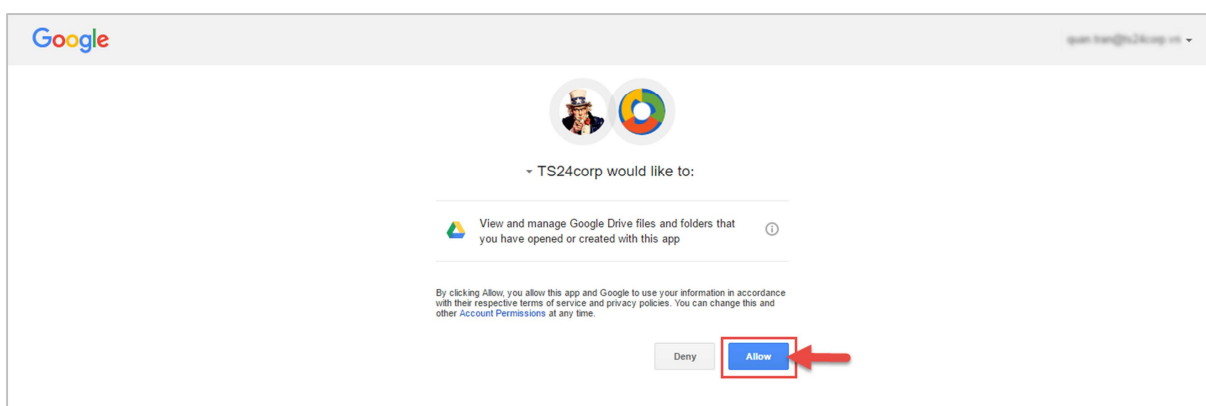 Google
TS24corp would like to:
View and manage Google Drive files and folders that
you have opened or created with this app
By clicking Allow, you allow this app and Google to use your information in accordance
with their respective terms of service and privacy policies. You can change this and
other Account Permissions at any time.
Deny
Allow